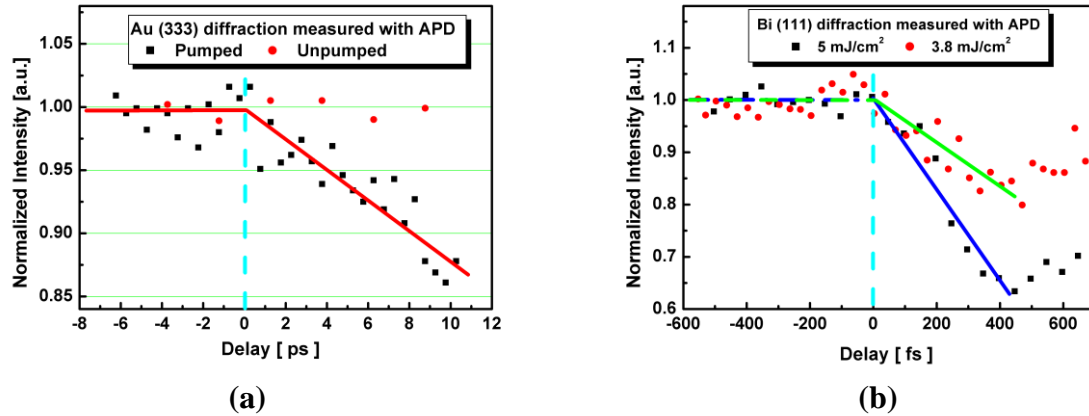 Au (333) diffraction measured with APD
Pumped Unpumped
1.05
1.00
0.95
0.90
0.85
Normalized Intensity [a.u.]
-8 -6 -4 -2 0 2 4 6 8 10 12
Delay [ ps ]
(a)
Bi (111) diffraction measured with APD
5 mJ/cm² 3.8 mJ/cm²
1.1
1.0
0.9
0.8
0.7
0.6
Normalized Intensity [a.u.]
-600 -400 -200 0 200 400 600
Delay [ fs ]
(b)